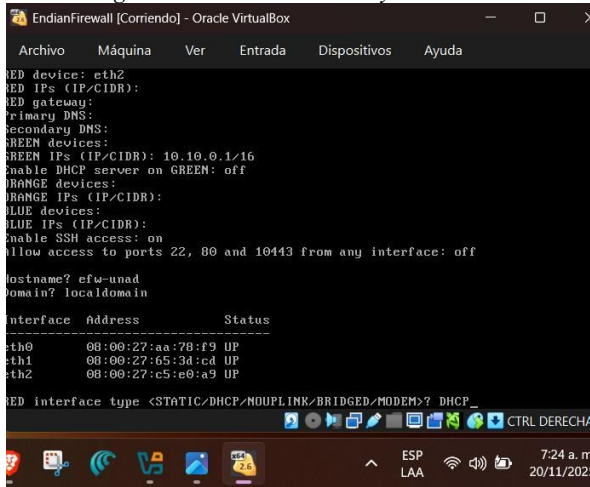 EndianFirewall [Corriendo] - Oracle VirtualBox
Archivo Máquina Ver Entrada Dispositivos Ayuda
RED device: eth2
RED IPs (IP/CIDR):
RED gateway:
Primary DNS:
Secondary DNS:
GREEN devices:
GREEN IPs (IP/CIDR): 10.10.0.1/16
Enable DHCP server on GREEN: off
ORANGE devices:
ORANGE IPs (IP/CIDR):
BLUE devices:
BLUE IPs (IP/CIDR):
Enable SSH access: on
Allow access to ports 22, 80 and 10443 from any interface: off
Hostname? efw-unad
Domain? localdomain
Interface Address Status
eth0 08:00:27:aa:78:f9 UP
eth1 08:00:27:65:3d:cd UP
eth2 08:00:27:c5:e0:a9 UP
RED interface type <STATIC/DHCP/NOUPLINK/BRIDGED/MODEM>? DHCP_
CTRL DERECHA
x64
2.6
ESP
LAA
7:24 a. m
20/11/202